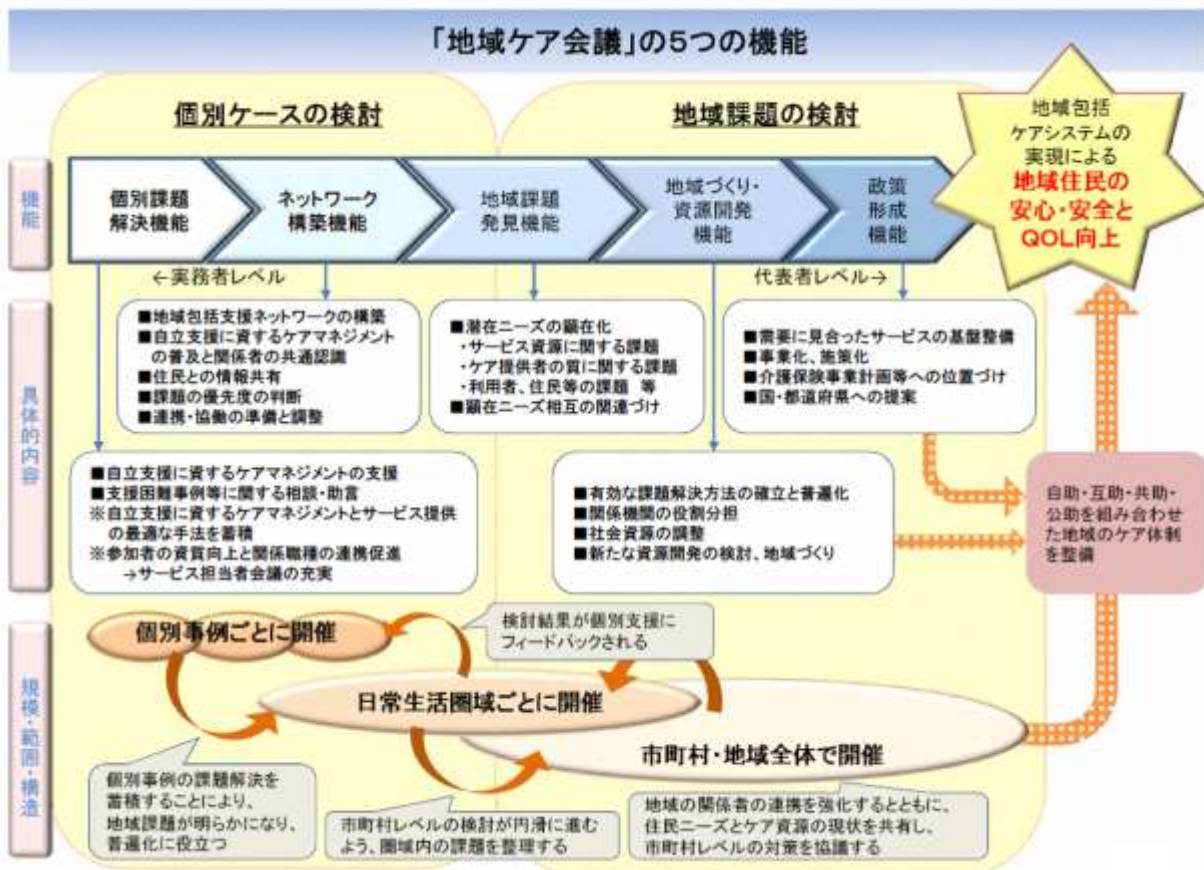 「地域ケア会議」の5つの機能
個別ケースの検討
地域課題の検討
地域包括
ケアシステムの
実現による
地域住民の
安心・安全と
QOL向上
機能
個別課題
解決機能
ネットワーク
構築機能
地域課題
発見機能
地域づくり・
資源開発
機能
政策
形成
機能
←実務者レベル
代表者レベル→
具体的内容
■地域包括支援ネットワークの構築
■自立支援に資するケアマネジメント
の普及と関係者の共通認識
■住民との情報共有
■課題の優先度の判断
■連携・協働の準備と調整
■潜在ニーズの顕在化
・サービス資源に関する課題
・ケア提供者の質に関する課題
・利用者、住民等の課題 等
■顕在ニーズ相互の関連づけ
■需要に見合ったサービスの基盤整備
■事業化、施策化
■介護保険事業計画等への位置づけ
■国・都道府県への提案
■自立支援に資するケアマネジメントの支援
■支援困難事例等に関する相談・助言
※自立支援に資するケアマネジメントとサービス提供
の最適な手法を蓄積
※参加者の資質向上と関係職種の連携促進
→サービス担当者会議の充実
■有効な課題解決方法の確立と普遍化
■関係機関の役割分担
■社会資源の調整
■新たな資源開発の検討、地域づくり
自助・互助・共助・
公助を組み合わせ
た地域のケア体制
を整備
規模・範囲・構造
個別事例ごとに開催
検討結果が個別支援に
フィードバックされる
日常生活圏域ごとに開催
市町村・地域全体で開催
個別事例の課題解決を
蓄積することにより、
地域課題が明らかになり、
普遍化に役立つ
市町村レベルの検討が円滑に進む
よう、圏域内の課題を整理する
地域の関係者の連携を強化するとともに、
住民ニーズとケア資源の現状を共有し、
市町村レベルの対策を協議する